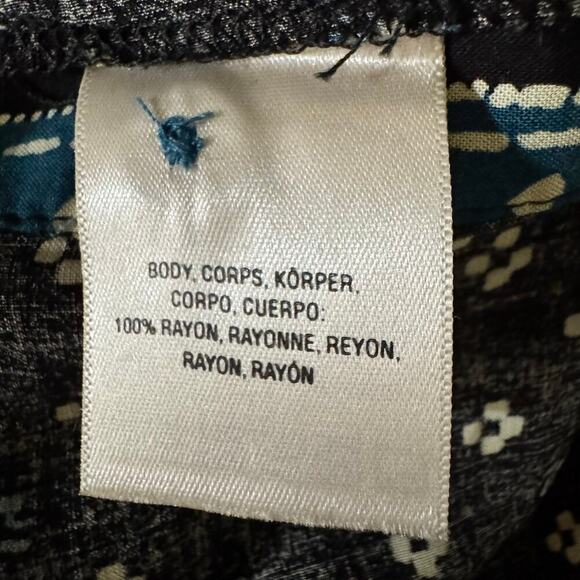 BODY, CORPS, KÖRPER,
CORPO, CUERPO:
100% RAYON, RAYONNE, REYON,
RAYON, RAYÓN